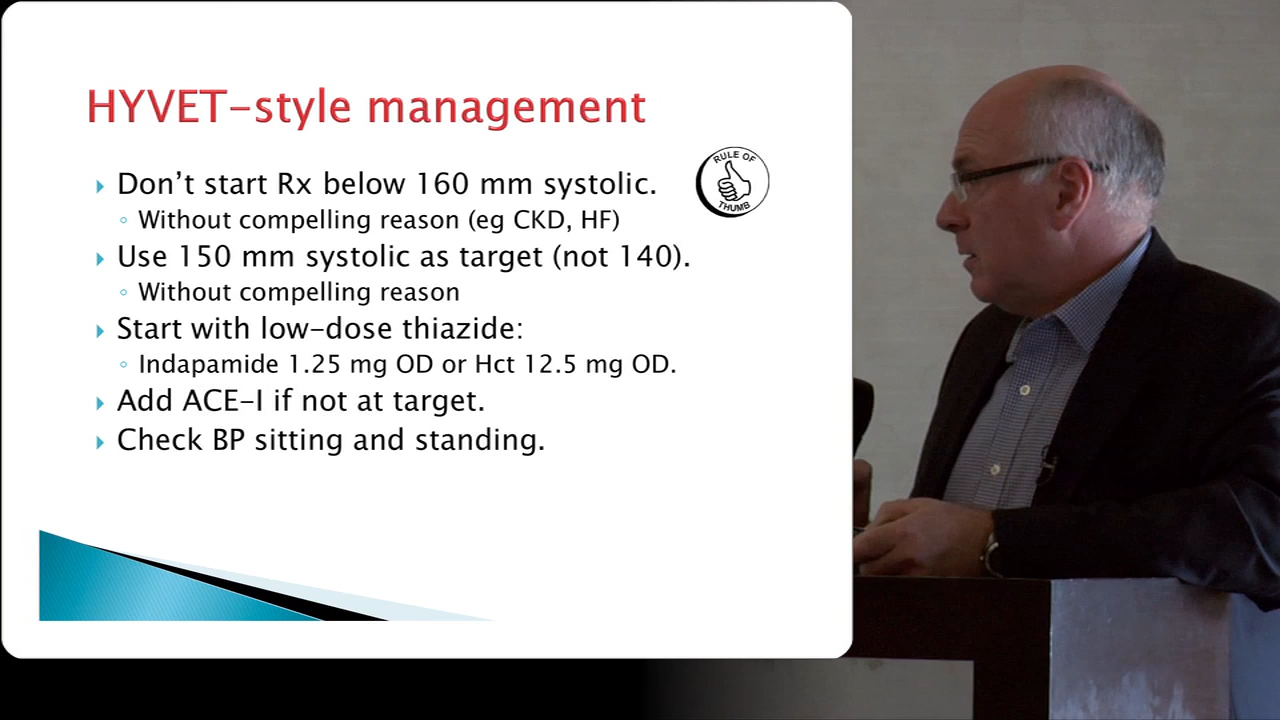 HYVET-style management
Don't start Rx below 160 mm systolic.
Without compelling reason (eg CKD, HF)
Use 150 mm systolic as target (not 140).
Without compelling reason
Start with low-dose thiazide:
Indapamide 1.25 mg OD or Hct 12.5 mg OD.
Add ACE-I if not at target.
Check BP sitting and standing.
RULE OF
THUMB